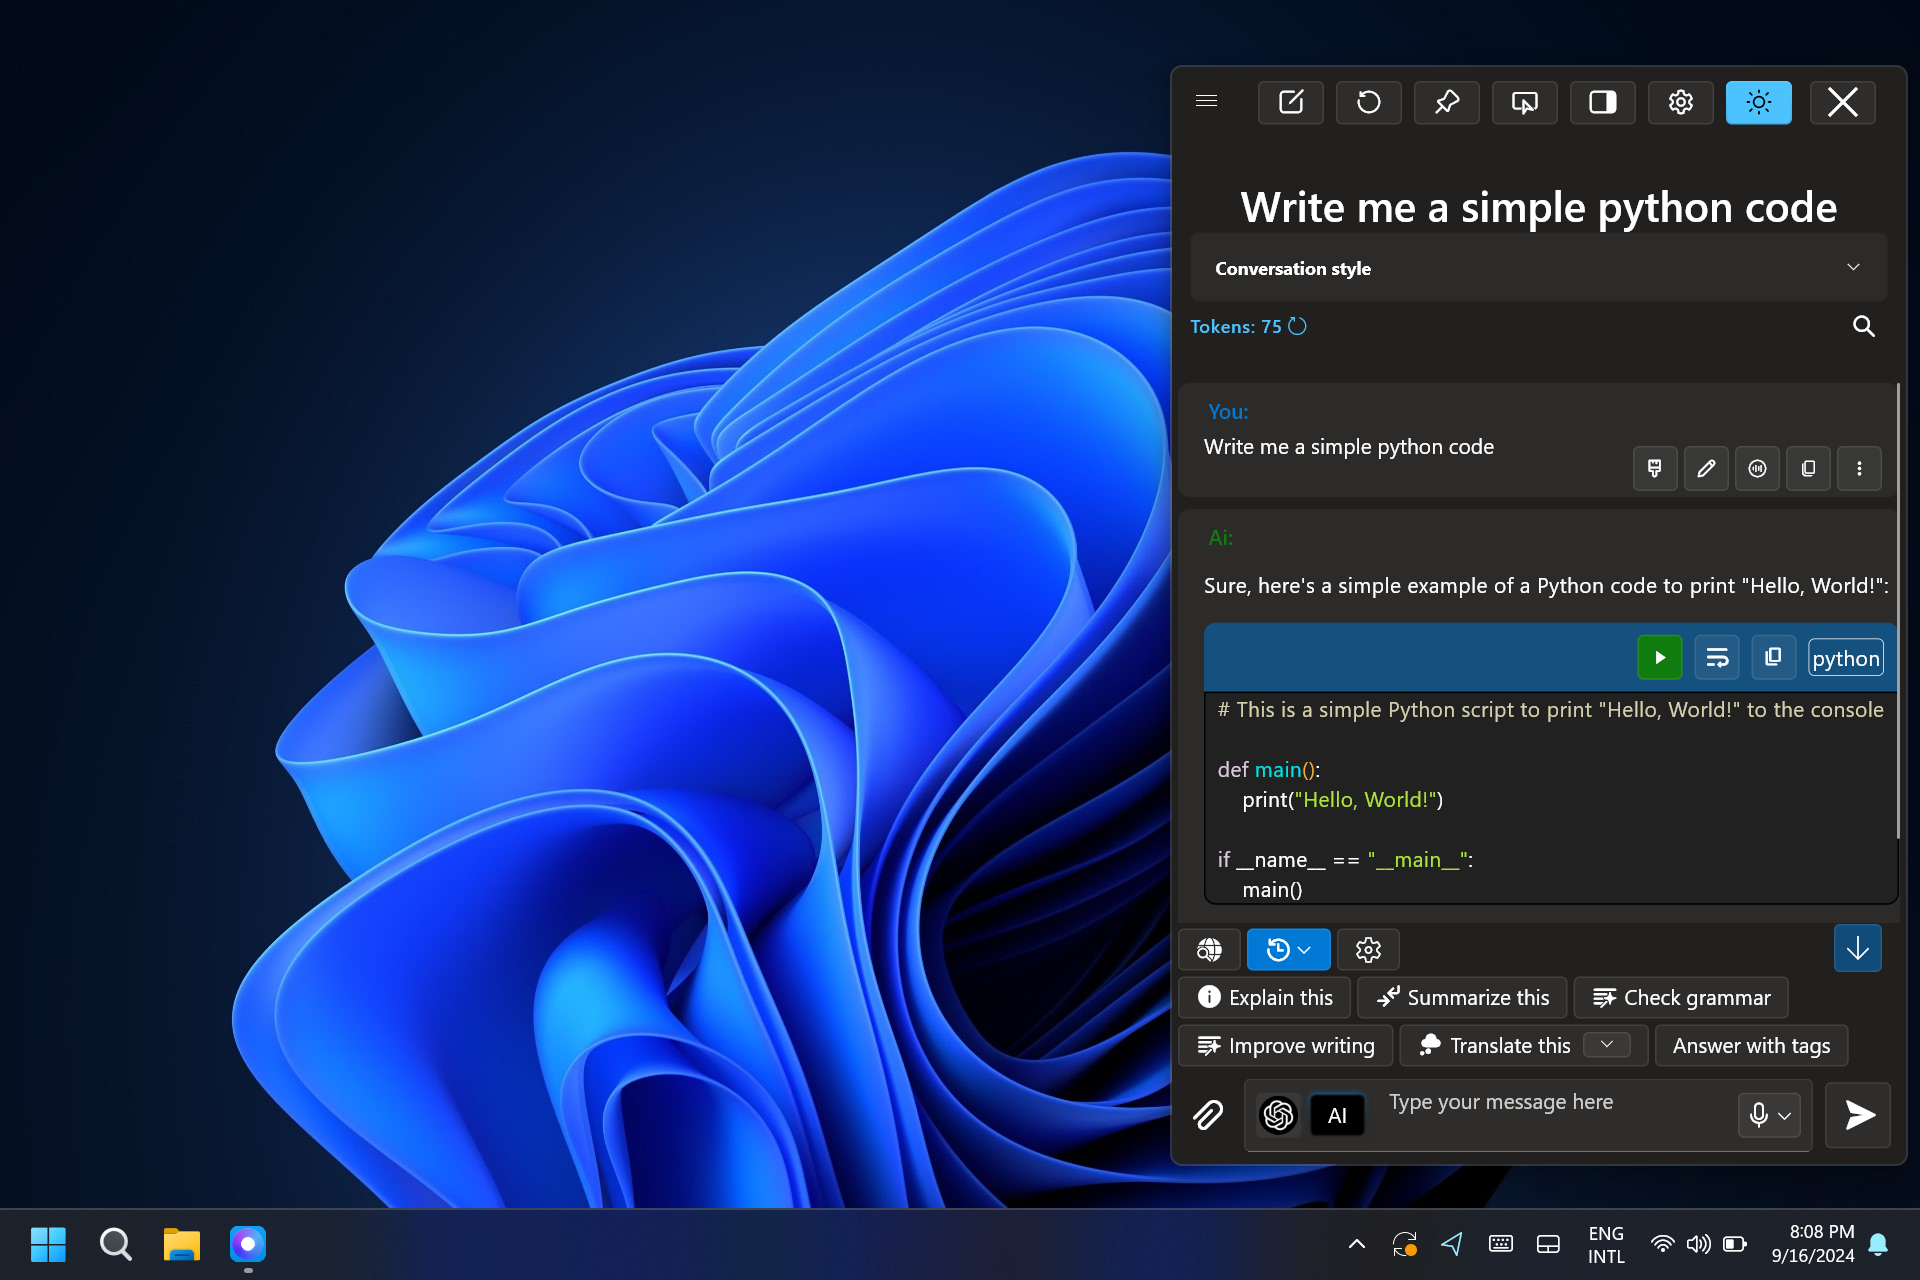 Write me a simple python code
Conversation style
Tokens: 75
You:
Write me a simple python code
Ai:
Sure, here's a simple example of a Python code to print "Hello, World!":
python
# This is a simple Python script to print "Hello, World!" to the console
def main():
print("Hello, World!")
if __name__ == "__main__":
main()
Explain this
Summarize this
Check grammar
Improve writing
Translate this
Answer with tags
AI
Type your message here
ENG
INTL
8:08 PM
9/16/2024